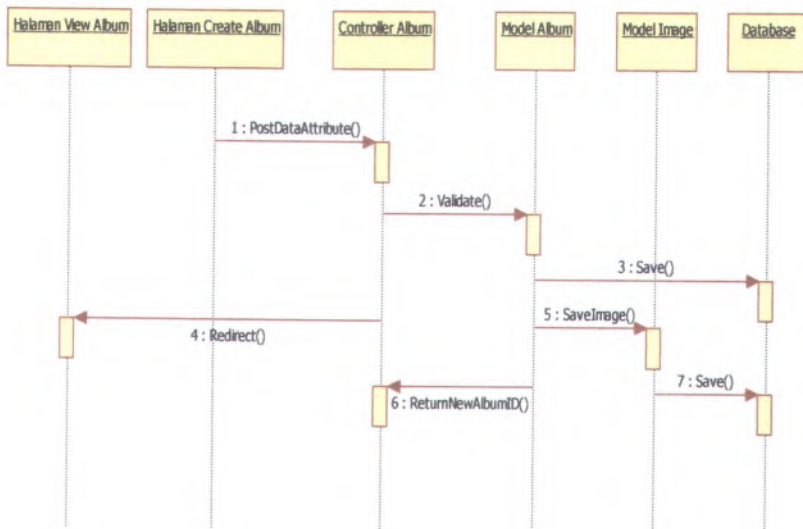 Halaman View Album
Halaman Create Album
Controller Album
Model Album
Model Image
Database
1 : PostDataAttribute()
2 : Validate()
3 : Save()
4 : Redirect()
5 : SaveImage()
6 : ReturnNewAlbumID()
7 : Save()